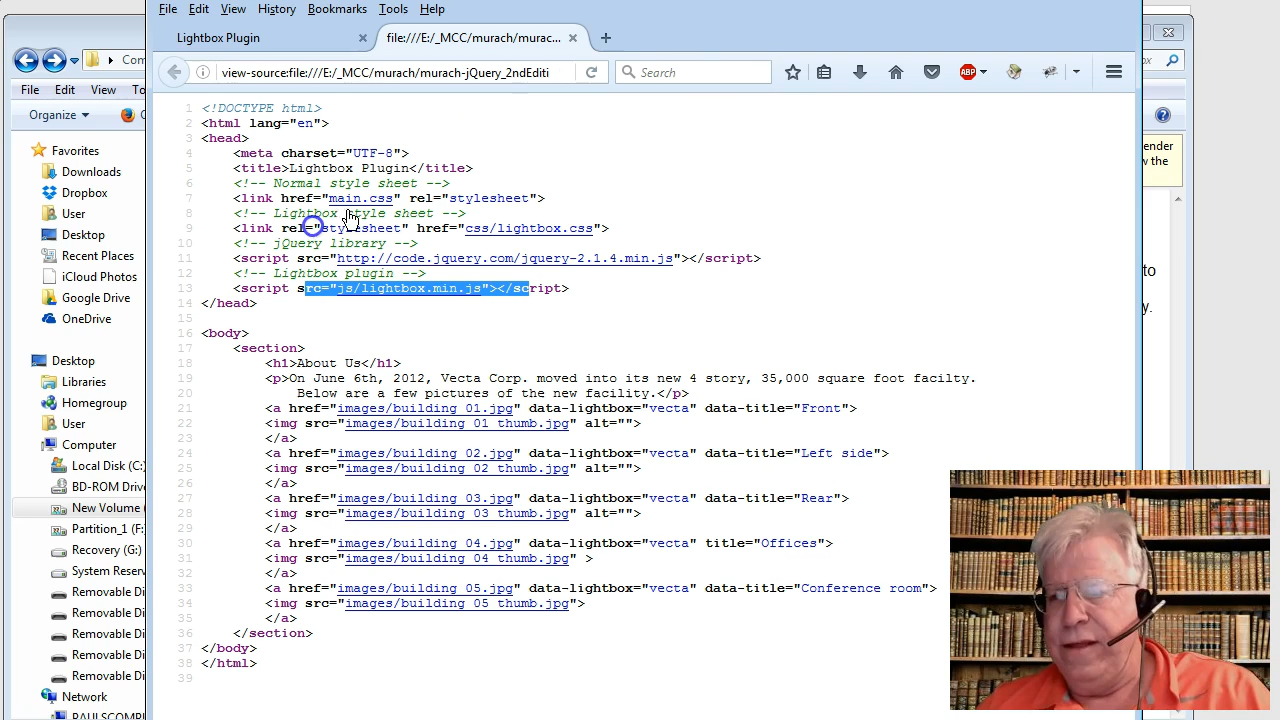 File Edit View History Bookmarks Tools Help
Lightbox Plugin
file:///E:/_MCC/murach/murac...
view-source:file:///E:/_MCC/murach/murach-jQuery_2ndEditi
Search
ABP
Com
File Edit View To
Organize
Favorites
Downloads
Dropbox
User
Desktop
Recent Places
iCloud Photos
Google Drive
OneDrive
Desktop
Libraries
Homegroup
User
Computer
Local Disk (C:
BD-ROM Drive
New Volume (
Partition_1 (F:
Recovery (G:)
System Reser
Removable Di
Removable Di
Removable Di
Removable Di
Removable Di
Network
PAULSCOMP
1 <!DOCTYPE html>
2 <html lang="en">
3 <head>
4 <meta charset="UTF-8">
5 <title>Lightbox Plugin</title>
6 <!-- Normal style sheet -->
7 <link href="main.css" rel="stylesheet">
8 <!-- Lightbox style sheet -->
9 <link rel="stylesheet" href="css/lightbox.css">
10 <!-- jQuery library -->
11 <script src="http://code.jquery.com/jquery-2.1.4.min.js"></script>
12 <!-- Lightbox plugin -->
13 <script src="js/lightbox.min.js"></script>
14 </head>
15
16 <body>
17 <section>
18 <h1>About Us</h1>
19 <p>On June 6th, 2012, Vecta Corp. moved into its new 4 story, 35,000 square foot facilty.
20 Below are a few pictures of the new facility.</p>
21 <a href="images/building_01.jpg" data-lightbox="vecta" data-title="Front">
22 <img src="images/building_01_thumb.jpg" alt="">
23 </a>
24 <a href="images/building_02.jpg" data-lightbox="vecta" data-title="Left side">
25 <img src="images/building_02_thumb.jpg" alt="">
26 </a>
27 <a href="images/building_03.jpg" data-lightbox="vecta" data-title="Rear">
28 <img src="images/building_03_thumb.jpg" alt="">
29 </a>
30 <a href="images/building_04.jpg" data-lightbox="vecta" title="Offices">
31 <img src="images/building_04_thumb.jpg" >
32 </a>
33 <a href="images/building_05.jpg" data-lightbox="vecta" data-title="Conference room">
34 <img src="images/building_05_thumb.jpg">
35 </a>
36 </section>
37 </body>
38 </html>
39
ox
ender
w the
to
y.